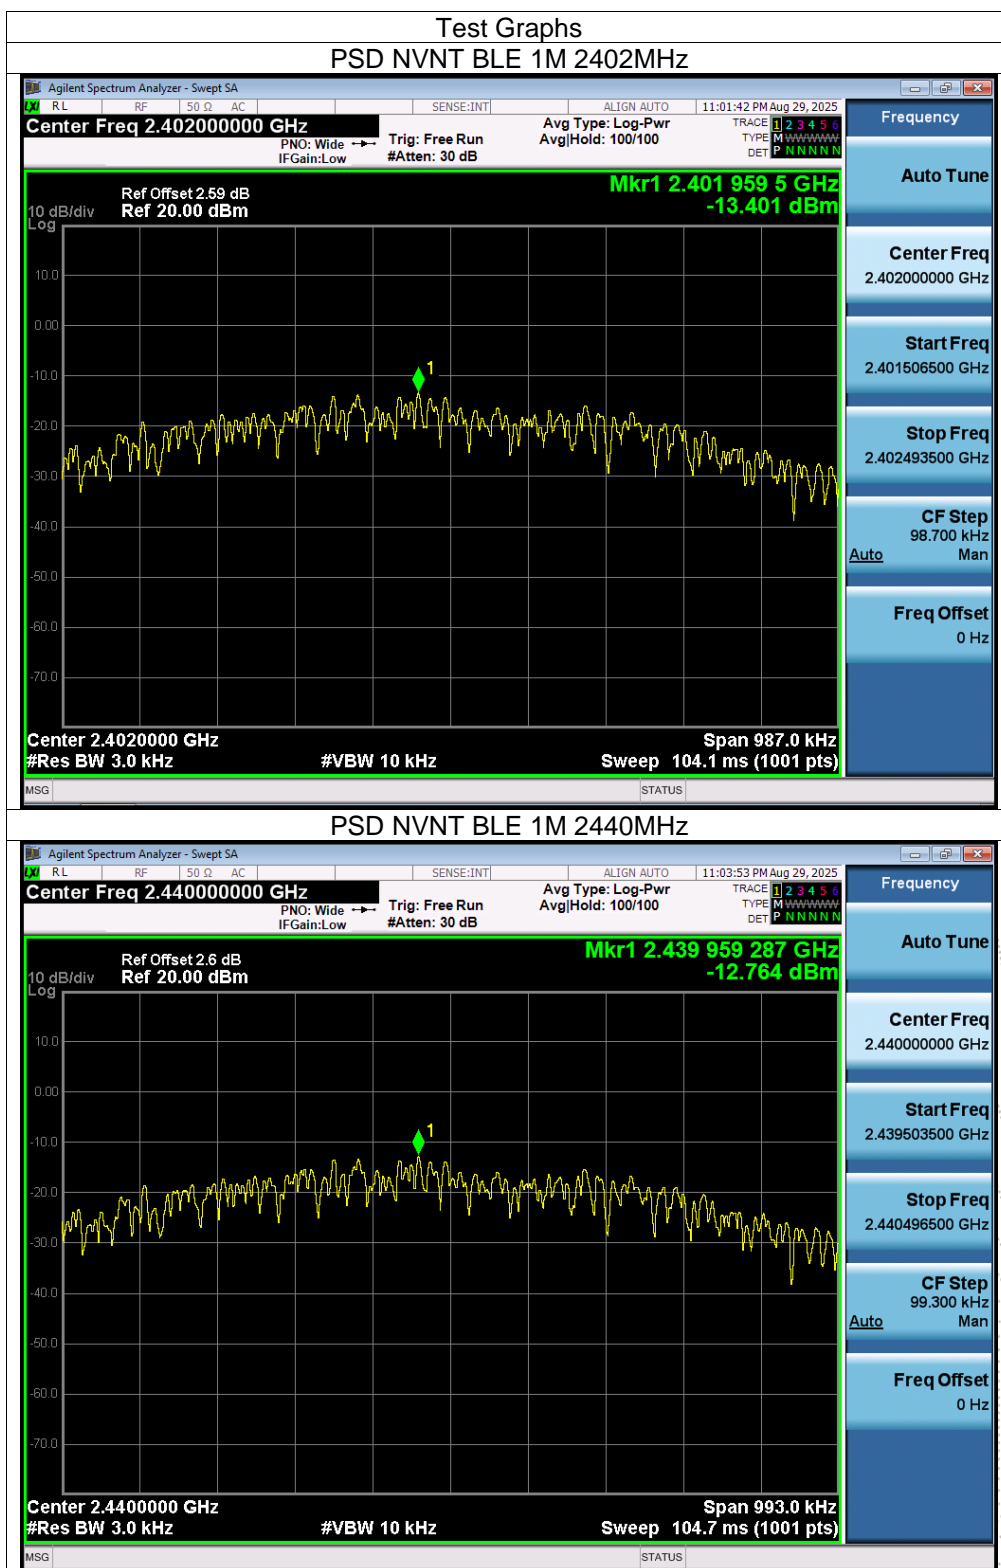 Test Graphs
PSD NVNT BLE 1M 2402MHz
Agilent Spectrum Analyzer - Swept SA
LXI RL RF 50 Ω AC SENSE:INT ALIGN AUTO 11:01:42 PM Aug 29, 2025
Center Freq 2.402000000 GHz
PNO: Wide
IFGain:Low
Trig: Free Run
#Atten: 30 dB
Avg Type: Log-Pwr
Avg|Hold: 100/100
TRACE 1 2 3 4 5 6
TYPE M WWWWW
DET P N N N N N
Frequency
Auto Tune
Center Freq
2.402000000 GHz
Start Freq
2.401506500 GHz
Stop Freq
2.402493500 GHz
CF Step
98.700 kHz
Auto Man
Freq Offset
0 Hz
Mkr1 2.401 959 5 GHz
-13.401 dBm
Ref Offset 2.59 dB
10 dB/div Ref 20.00 dBm
Log
10.0
0.00
-10.0
-20.0
-30.0
-40.0
-50.0
-60.0
-70.0
1
Center 2.4020000 GHz Span 987.0 kHz
#Res BW 3.0 kHz #VBW 10 kHz Sweep 104.1 ms (1001 pts)
MSG STATUS
PSD NVNT BLE 1M 2440MHz
Agilent Spectrum Analyzer - Swept SA
LXI RL RF 50 Ω AC SENSE:INT ALIGN AUTO 11:03:53 PM Aug 29, 2025
Center Freq 2.440000000 GHz
PNO: Wide
IFGain:Low
Trig: Free Run
#Atten: 30 dB
Avg Type: Log-Pwr
Avg|Hold: 100/100
TRACE 1 2 3 4 5 6
TYPE M WWWWW
DET P N N N N N
Frequency
Auto Tune
Center Freq
2.440000000 GHz
Start Freq
2.439503500 GHz
Stop Freq
2.440496500 GHz
CF Step
99.300 kHz
Auto Man
Freq Offset
0 Hz
Mkr1 2.439 959 287 GHz
-12.764 dBm
Ref Offset 2.6 dB
10 dB/div Ref 20.00 dBm
Log
10.0
0.00
-10.0
-20.0
-30.0
-40.0
-50.0
-60.0
-70.0
1
Center 2.4400000 GHz Span 993.0 kHz
#Res BW 3.0 kHz #VBW 10 kHz Sweep 104.7 ms (1001 pts)
MSG STATUS